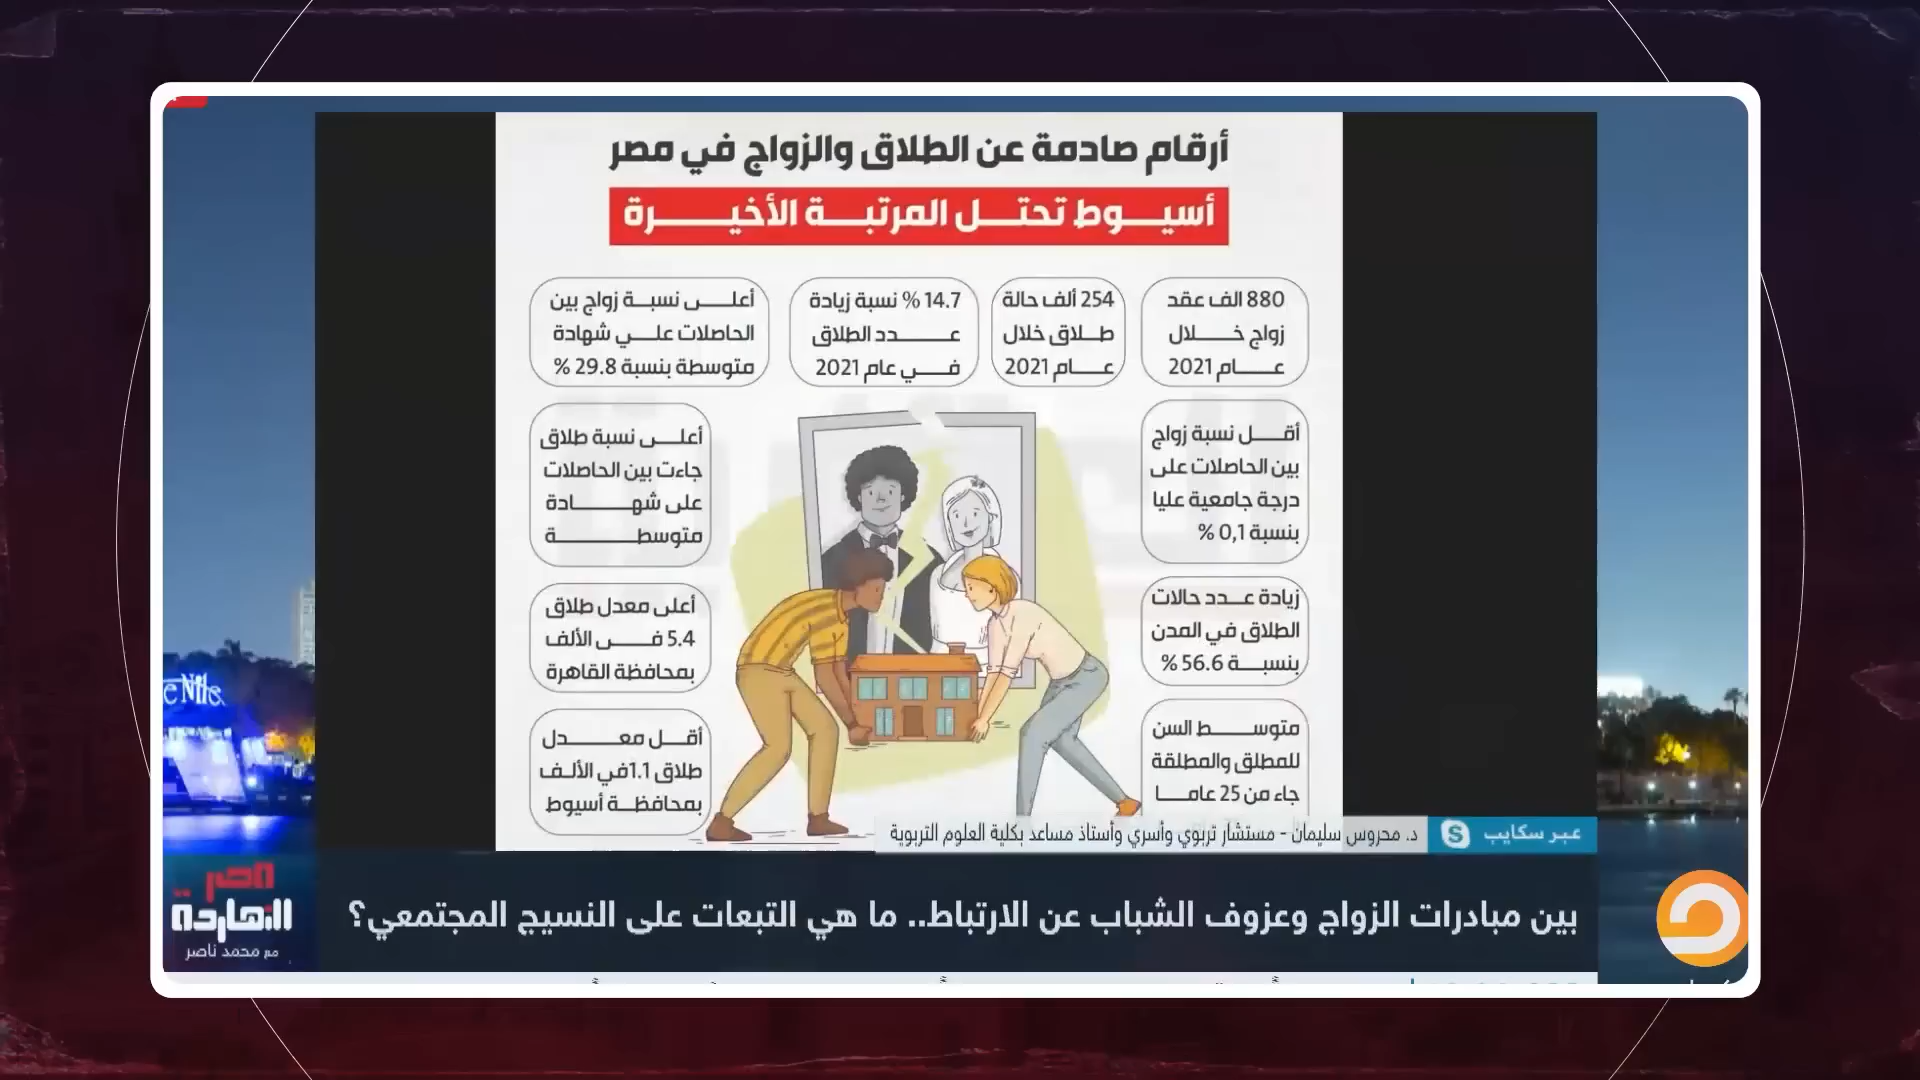 أرقام صادمة عن الطلاق والزواج في مصر
أسيوط تحتل المرتبة الأخيرة
880 الف عقد
زواج خلال
عام 2021
254 ألف حالة
طلاق خلال
عام 2021
14.7 % نسبة زيادة
عدد الطلاق
في عام 2021
أعلى نسبة زواج بين
الحاصلات علي شهادة
متوسطة بنسبة 29.8 %
أقل نسبة زواج
بين الحاصلات على
درجة جامعية عليا
بنسبة 0,1 %
أعلى نسبة طلاق
جاءت بين الحاصلات
على شهادة
متوسطة
زيادة عدد حالات
الطلاق في المدن
بنسبة 56.6 %
أعلى معدل طلاق
5.4 فى الألف
بمحافظة القاهرة
متوسط السن
للمطلق والمطلقة
جاء من 25 عاما
أقل معدل
طلاق 1.1في الألف
بمحافظة أسيوط
e Nile
عبر سكايب
د. محروس سليمان - مستشار تربوي وأسري وأستاذ مساعد بكلية العلوم التربوية
بين مبادرات الزواج وعزوف الشباب عن الارتباط.. ما هي التبعات على النسيج المجتمعي؟
مصر
النهاردة
مع محمد ناصر